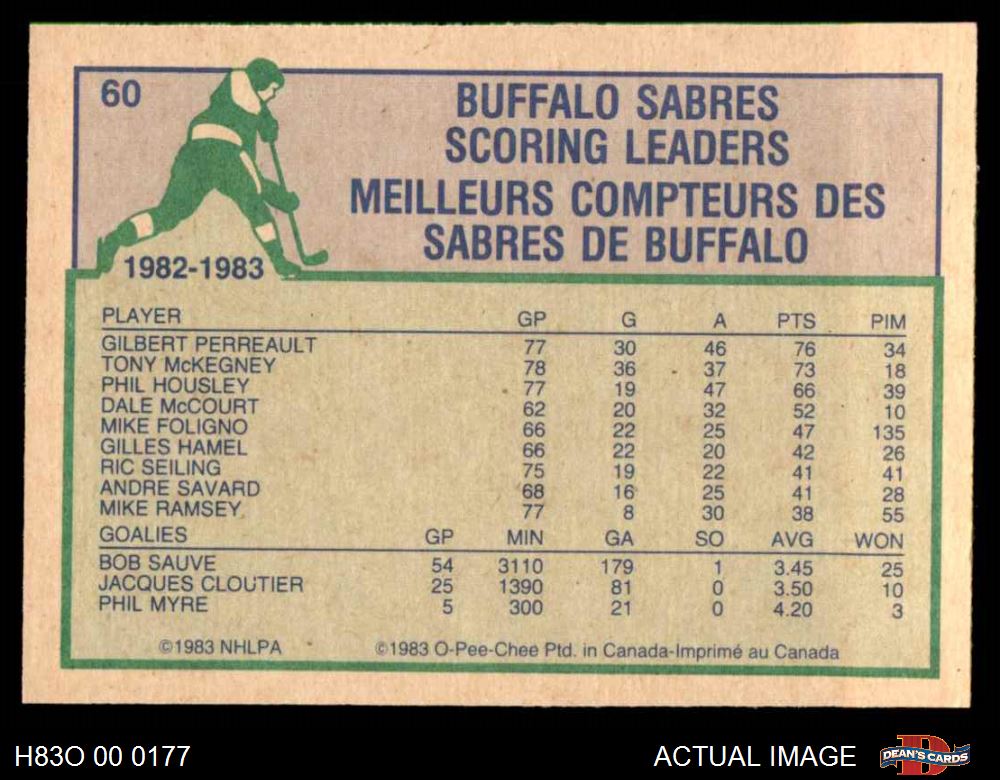 60
BUFFALO SABRES
SCORING LEADERS
MEILLEURS COMPTEURS DES
SABRES DE BUFFALO
1982-1983
PLAYER GP G A PTS PIM
GILBERT PERREAULT 77 30 46 76 34
TONY McKEGNEY 78 36 37 73 18
PHIL HOUSLEY 77 19 47 66 39
DALE McCOURT 62 20 32 52 10
MIKE FOLIGNO 66 22 25 47 135
GILLES HAMEL 66 22 20 42 26
RIC SEILING 75 19 22 41 41
ANDRE SAVARD 68 16 25 41 28
MIKE RAMSEY 77 8 30 38 55
GOALIES GP MIN GA SO AVG WON
BOB SAUVE 54 3110 179 1 3.45 25
JACQUES CLOUTIER 25 1390 81 0 3.50 10
PHIL MYRE 5 300 21 0 4.20 3
©1983 NHLPA ©1983 O-Pee-Chee Ptd. in Canada-Imprimé au Canada
H83O 00 0177 ACTUAL IMAGE DEAN'S CARDS